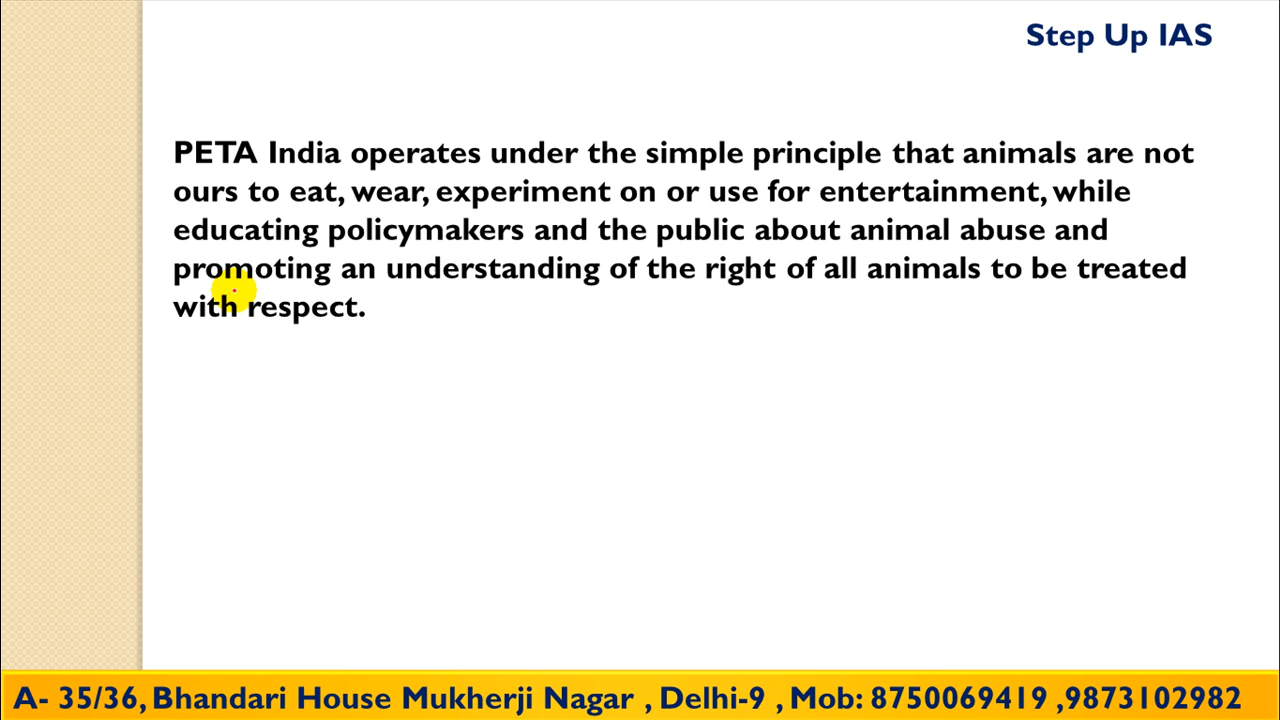 Step Up IAS
PETA India operates under the simple principle that animals are not
ours to eat, wear, experiment on or use for entertainment, while
educating policymakers and the public about animal abuse and
promoting an understanding of the right of all animals to be treated
with respect.
A- 35/36, Bhandari House Mukherji Nagar , Delhi-9 , Mob: 8750069419 ,9873102982